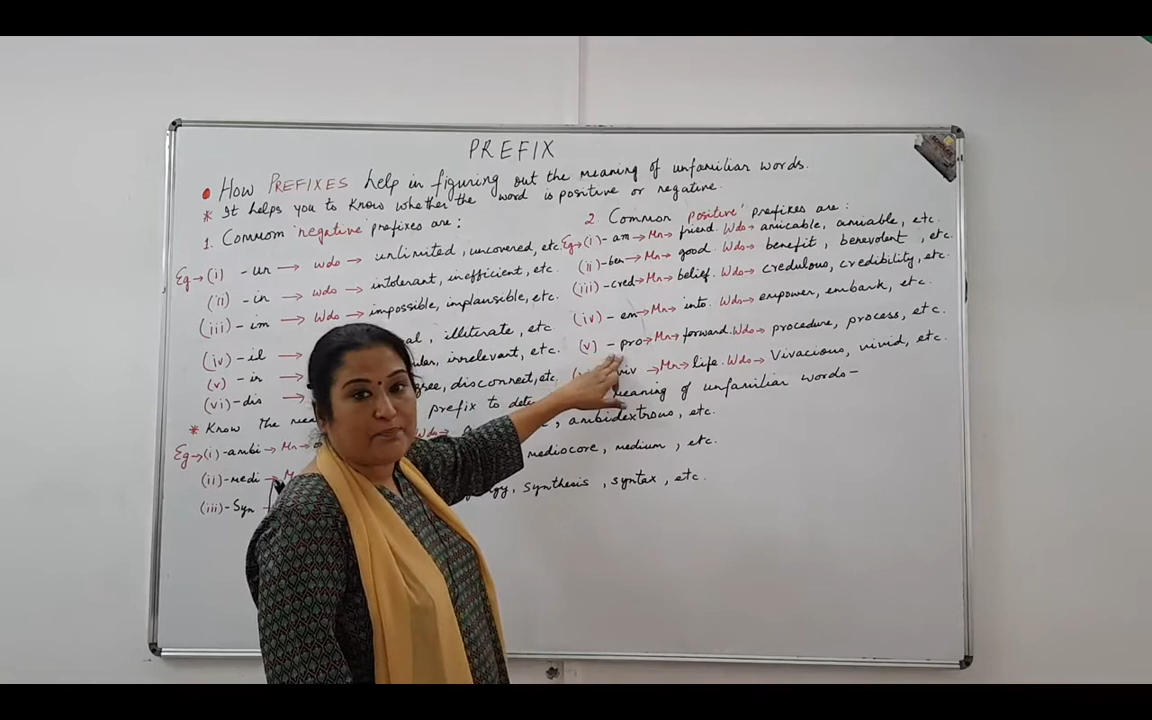 PREFIX
How PREFIXES help in figuring out the meaning of unfamiliar words.
* It helps you to know whether the word is positive or negative.
1. Common 'negative' prefixes are:
Eg→(i) -un → wds → unlimited, uncovered, etc.
(ii) -in → wds → intolerant, inefficient, etc.
(iii) -im → wds → impossible, implausible, etc.
(iv) -il → al, illiterate, etc
(v) -ir → ular, irrelevant, etc.
(vi) -dis → gree, disconnect, etc.
2. Common 'positive' prefixes are:
Eg→(i) -am → Mn → friend. Wds → amicable, amiable, etc.
(ii) -ben → Mn → good. Wds → benefit, benevolent, etc.
(iii) -cred → Mn → belief. Wds → credulous, credibility, etc.
(iv) -em → Mn → into. Wds → empower, embark, etc.
(v) -pro → Mn → forward. Wds → procedure, process, etc.
viv → Mn → life. Wds → Vivacious, vivid, etc.
* Know the prefix to meaning of unfamiliar words-
Eg→(i) -ambi → Mn → , ambidextrous, etc.
(ii) -medi → mediocore, medium, etc.
(iii) -Syn synthesis, syntax, etc.